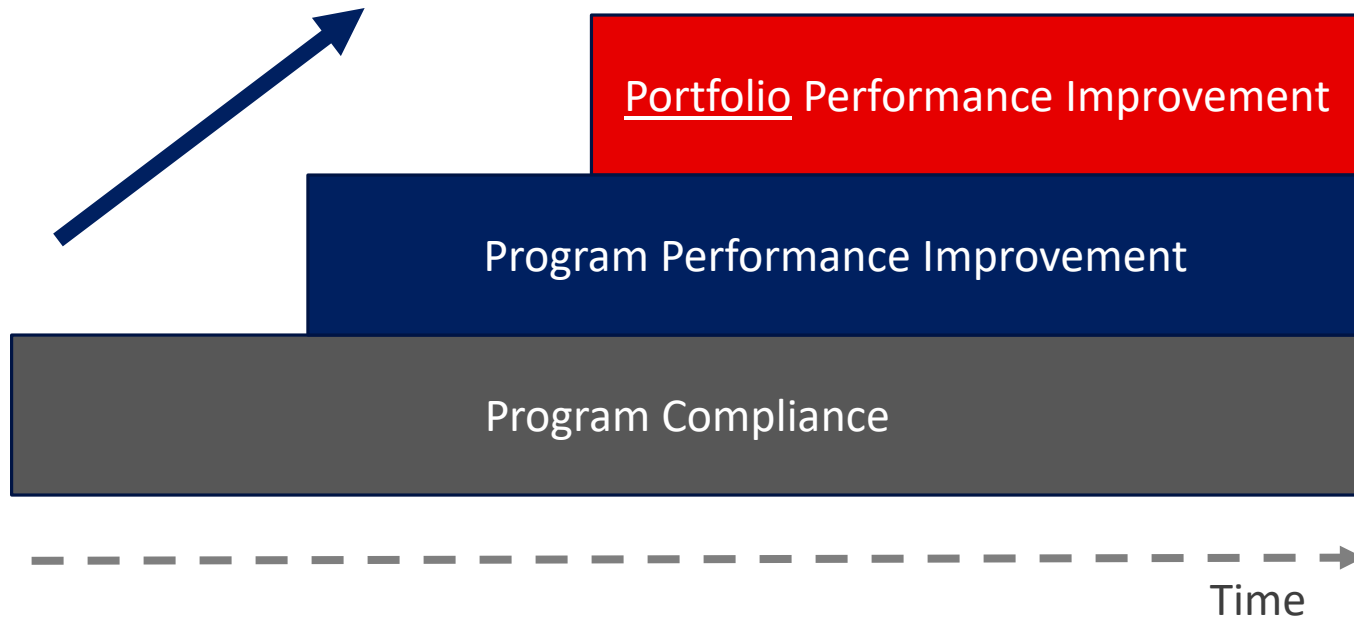 Portfolio Performance Improvement
Program Performance Improvement
Program Compliance
Time